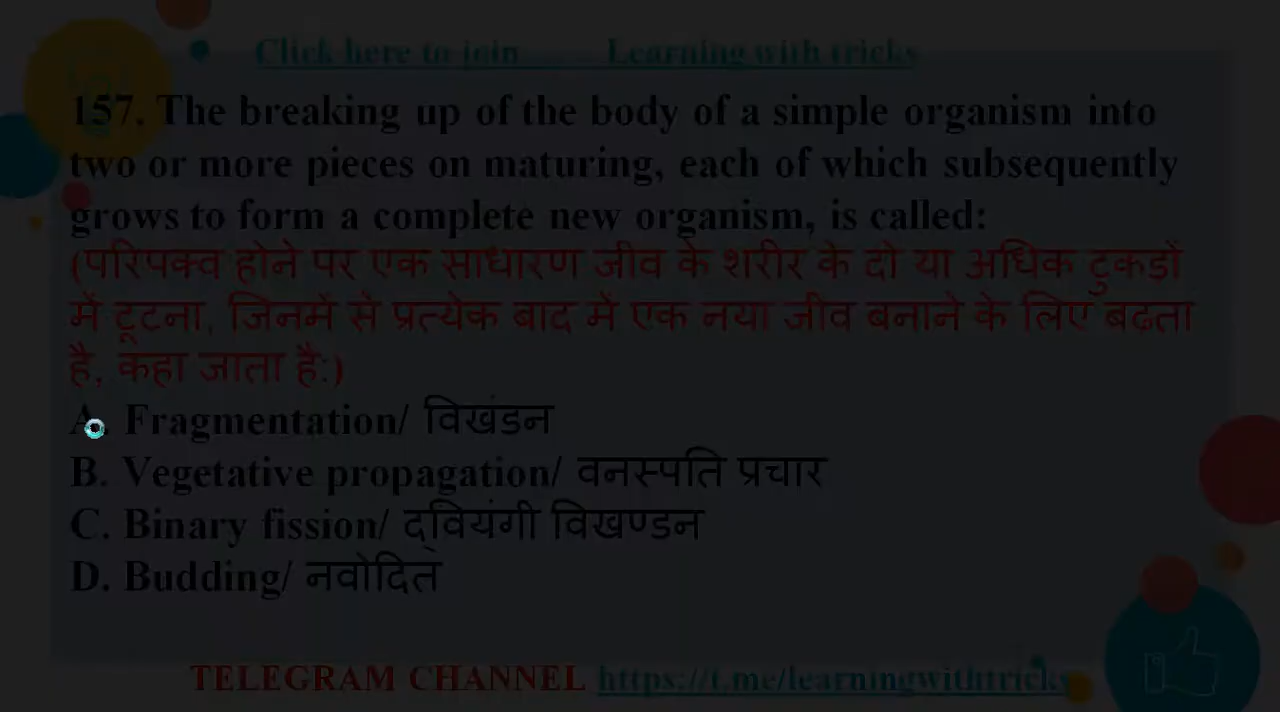 Click here to join Learning with tricks
157. The breaking up of the body of a simple organism into
two or more pieces on maturing, each of which subsequently
grows to form a complete new organism, is called:
(परिपक्व होने पर एक साधारण जीव के शरीर के दो या अधिक टुकडों
में टूटना, जिनमें से प्रत्येक बाद में एक नया जीव बनाने के लिए बढता
है, कहा जाता है:)
A. Fragmentation/ विखंडन
B. Vegetative propagation/ वनस्पति प्रचार
C. Binary fission/ द्वियंगी विखण्डन
D. Budding/ नवोदित
TELEGRAM CHANNEL https://t.me/learningwithtricks